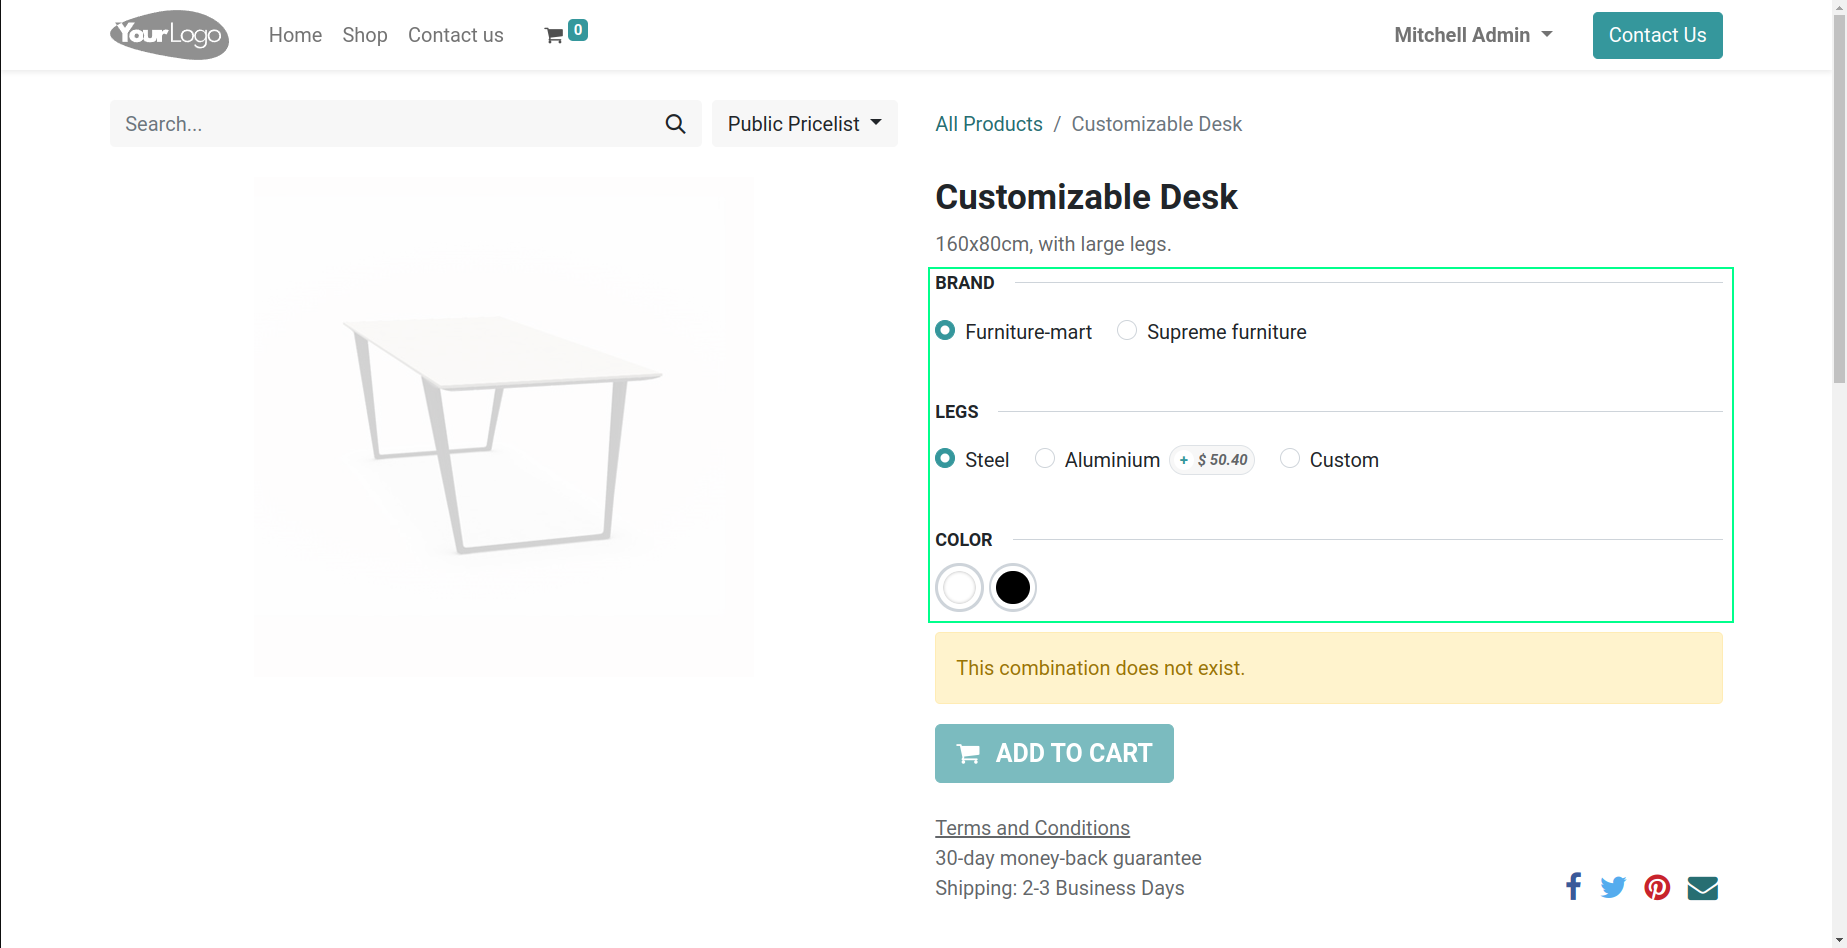 YourLogo
Home Shop Contact us 0
Mitchell Admin
Contact Us
Search...
Public Pricelist
All Products / Customizable Desk
Customizable Desk
160x80cm, with large legs.
BRAND
Furniture-mart Supreme furniture
LEGS
Steel Aluminium + $ 50.40 Custom
COLOR
This combination does not exist.
ADD TO CART
Terms and Conditions
30-day money-back guarantee
Shipping: 2-3 Business Days